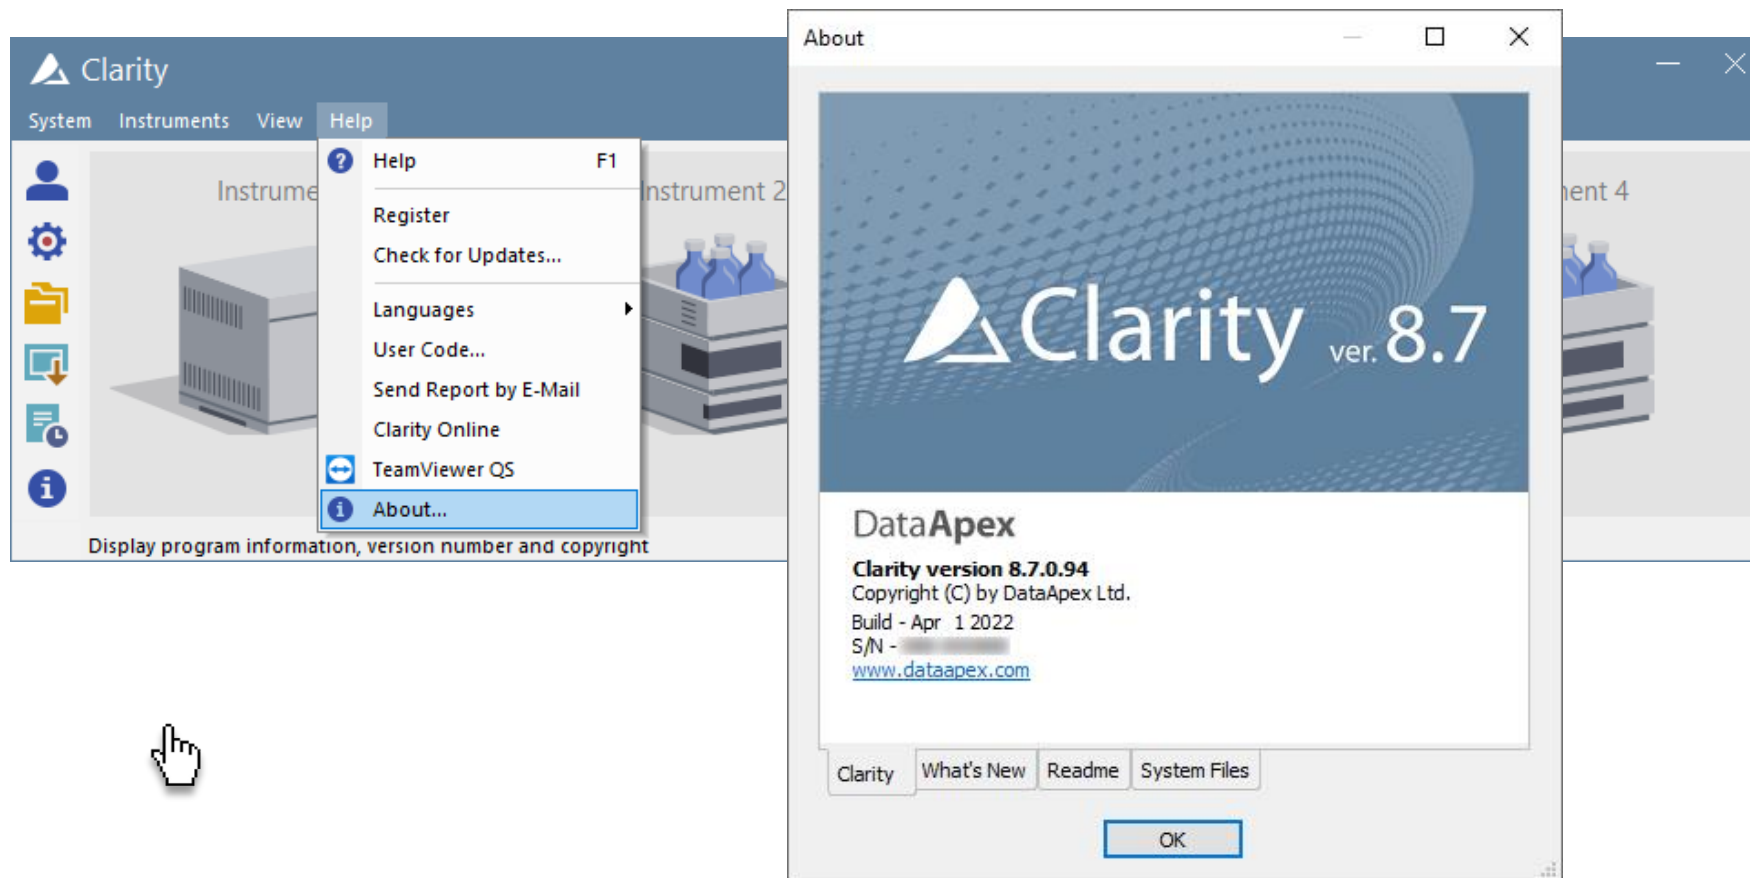 Clarity
System Instruments View Help
Instrume
Instrument 2
ment 4
Help F1
Register
Check for Updates...
Languages
User Code...
Send Report by E-Mail
Clarity Online
TeamViewer QS
About...
Display program information, version number and copyright
About
Clarity ver. 8.7
DataApex
Clarity version 8.7.0.94
Copyright (C) by DataApex Ltd.
Build - Apr 1 2022
S/N -
www.dataapex.com
Clarity What's New Readme System Files
OK